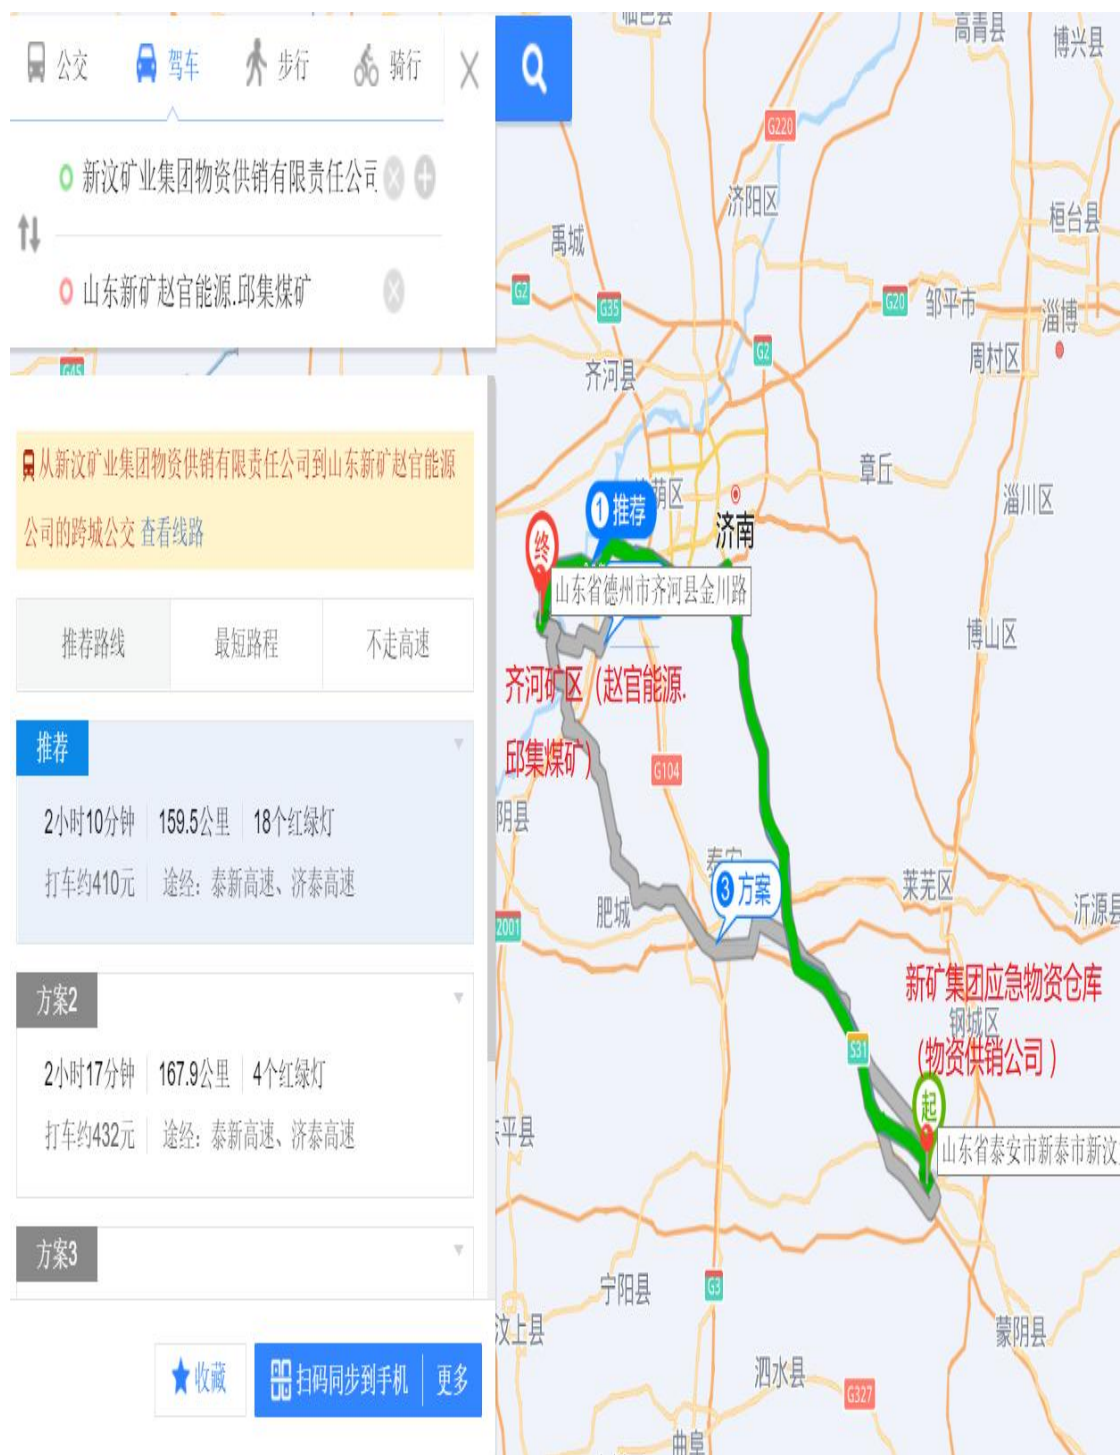 公交
驾车
步行
骑行
新汶矿业集团物资供销有限责任公司
山东新矿赵官能源.邱集煤矿
G45
从新汶矿业集团物资供销有限责任公司到山东新矿赵官能源
公司的跨城公交 查看线路
推荐路线
最短路程
不走高速
推荐
2小时10分钟
159.5公里
18个红绿灯
打车约410元
途经：泰新高速、济泰高速
方案2
2小时17分钟
167.9公里
4个红绿灯
打车约432元
途经：泰新高速、济泰高速
方案3
收藏
扫码同步到手机
更多
临邑县
高青县
博兴县
G220
济阳区
桓台县
禹城
G2
G35
G20
邹平市
淄博
G2
周村区
齐河县
章丘
淄川区
荫区
1 推荐
济南
终
山东省德州市齐河县金川路
博山区
齐河矿区（赵官能源.
邱集煤矿）
G104
阴县
3 方案
莱芜区
肥城
沂源县
2001
新矿集团应急物资仓库
钢城区
（物资供销公司）
S31
起
平县
山东省泰安市新泰市新汶
宁阳县
G3
汶上县
蒙阴县
泗水县
G327
曲阜